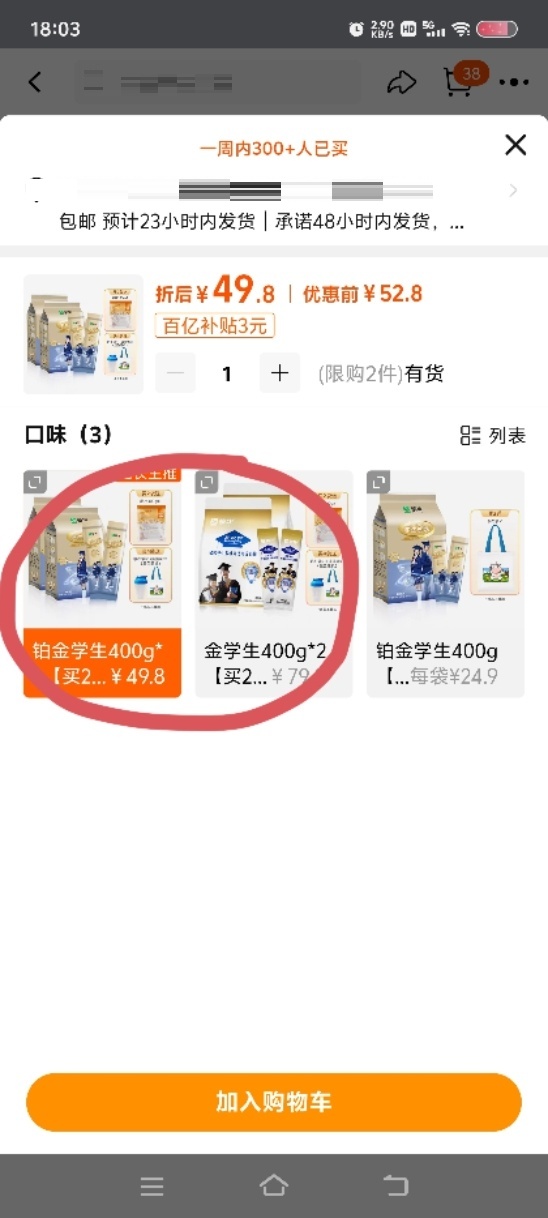 18:03
2.90
KB/s
HD
5G
38
一周内300+人已买
包邮 预计23小时内发货｜承诺48小时内发货，...
折后￥49.8｜优惠前￥52.8
百亿补贴3元
1
(限购2件)有货
口味（3）
列表
铂金学生400g*
【买2...￥49.8
金学生400g*2
【买2...￥79
铂金学生400g
【...每袋¥24.9
加入购物车